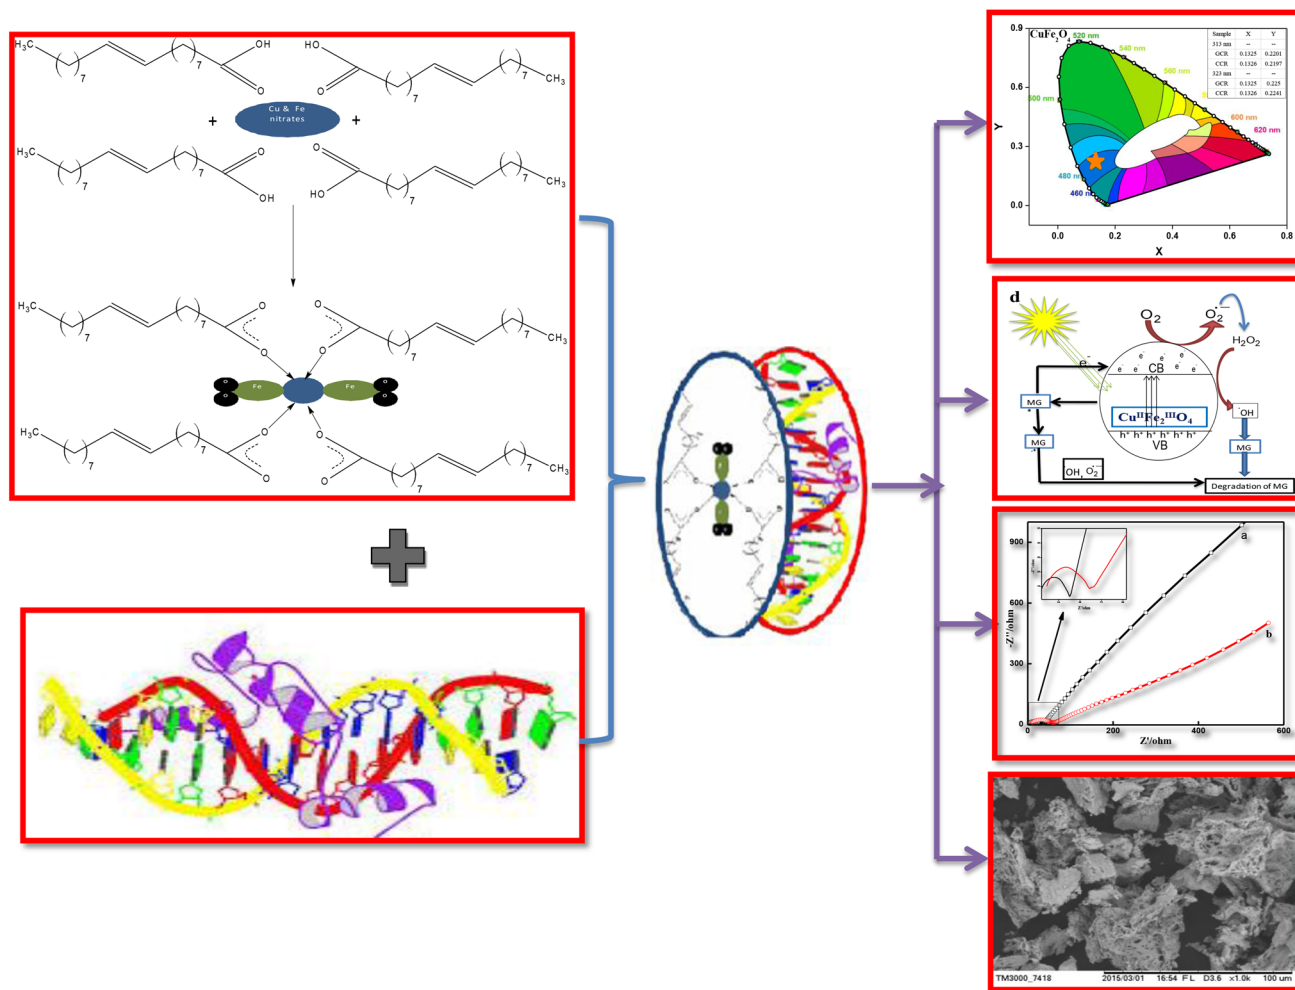 H₃C
7
7
OH
O
HO
O
7
7
CH₃
Cu & Fe
nitrates
+
+
H₃C
7
7
O
OH
O
HO
7
7
CH₃
H₃C
7
7
O
O
O
O
7
7
CH₃
O
O
Fe
Fe
O
O
H₃C
7
7
O
O
O
O
7
7
CH₃
CuFe₂O₄
520 nm
540 nm
560 nm
500 nm
600 nm
620 nm
480 nm
460 nm
Sample X Y
313 nm -- --
GCR 0.1325 0.2201
CCR 0.1326 0.2197
323 nm -- --
GCR 0.1325 0.225
CCR 0.1326 0.2241
0.9
0.6
0.3
0.0
Y
0.0 0.2 0.4 0.6 0.8
X
d
O₂
O₂˙⁻
H₂O₂
e⁻
e⁻ e⁻ e⁻ e⁻ e⁻
CB
MG*
CuᴵᴵFe₂ᴵᴵᴵO₄
˙OH
h⁺ h⁺ h⁺ h⁺ h⁺ h⁺
VB
MG
MG
OH, O₂˙⁻
Degradation of MG
900
600
300
0
-Z''/ohm
a
b
Z'/ohm
0 200 400 600
Z'/ohm
TM3000_7418 2015/03/01 16:54 F L D3.6 x1.0k 100 um